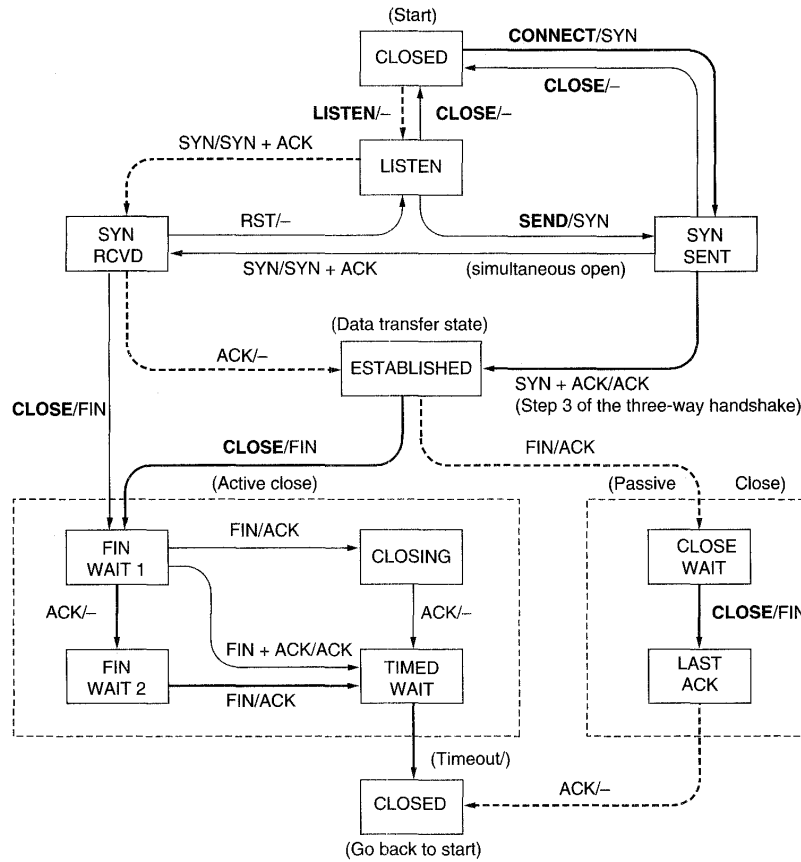 (Start)
CONNECT/SYN
CLOSED
CLOSE/–
LISTEN/–
CLOSE/–
SYN/SYN + ACK
LISTEN
RST/–
SEND/SYN
SYN
RCVD
SYN
SENT
SYN/SYN + ACK
(simultaneous open)
(Data transfer state)
ACK/–
ESTABLISHED
SYN + ACK/ACK
(Step 3 of the three-way handshake)
CLOSE/FIN
CLOSE/FIN
FIN/ACK
(Active close)
(Passive
Close)
FIN/ACK
FIN
WAIT 1
CLOSING
CLOSE
WAIT
ACK/–
ACK/–
CLOSE/FIN
FIN + ACK/ACK
FIN
WAIT 2
TIMED
WAIT
LAST
ACK
FIN/ACK
(Timeout/)
CLOSED
ACK/–
(Go back to start)